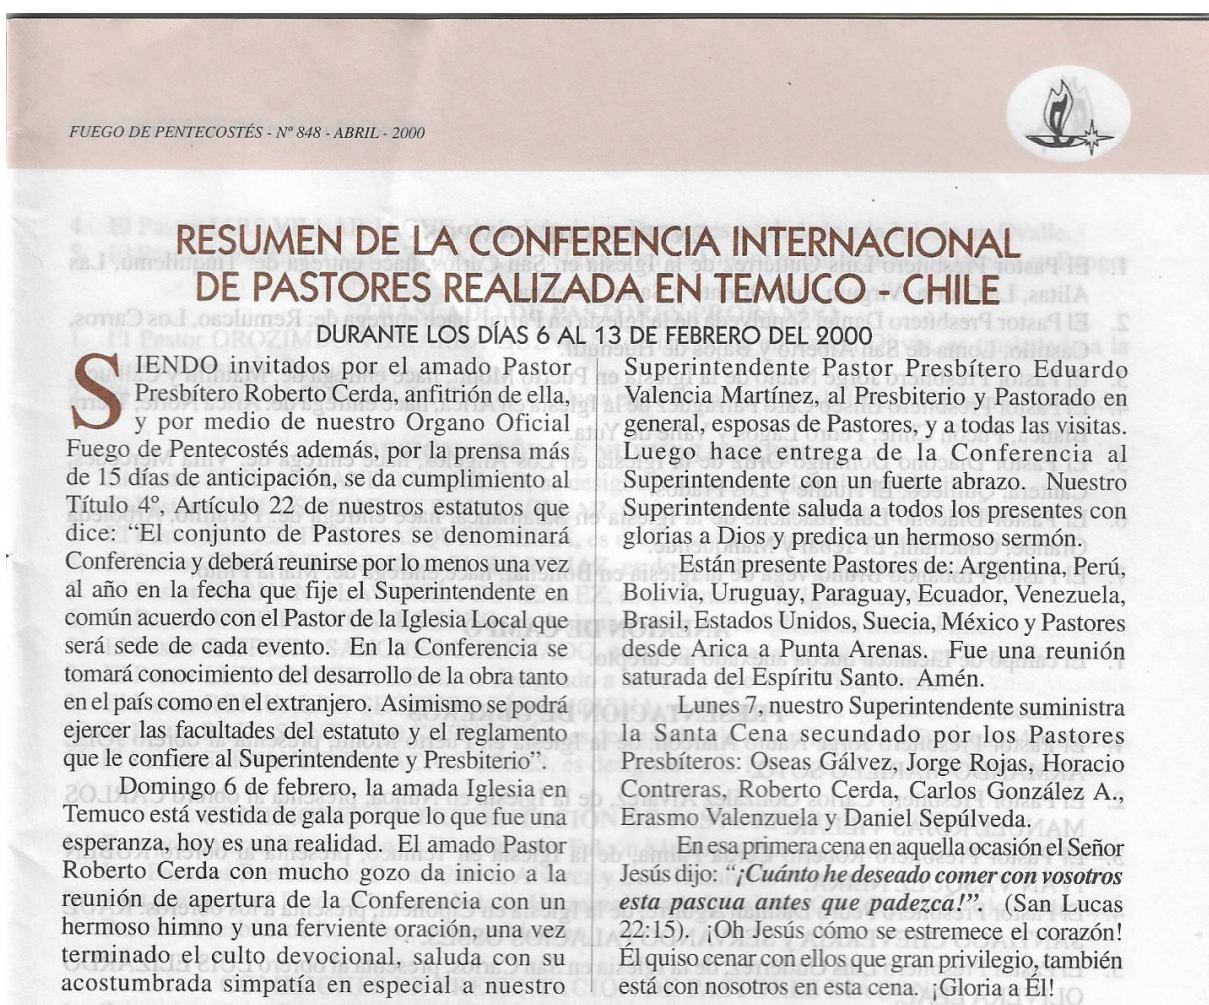 FUEGO DE PENTECOSTÉS - Nº 848 - ABRIL - 2000
RESUMEN DE LA CONFERENCIA INTERNACIONAL
DE PASTORES REALIZADA EN TEMUCO - CHILE
DURANTE LOS DÍAS 6 AL 13 DE FEBRERO DEL 2000
SIENDO invitados por el amado Pastor
Presbítero Roberto Cerda, anfitrión de ella,
y por medio de nuestro Organo Oficial
Fuego de Pentecostés además, por la prensa más
de 15 días de anticipación, se da cumplimiento al
Título 4º, Artículo 22 de nuestros estatutos que
dice: “El conjunto de Pastores se denominará
Conferencia y deberá reunirse por lo menos una vez
al año en la fecha que fije el Superintendente en
común acuerdo con el Pastor de la Iglesia Local que
será sede de cada evento. En la Conferencia se
tomará conocimiento del desarrollo de la obra tanto
en el país como en el extranjero. Asimismo se podrá
ejercer las facultades del estatuto y el reglamento
que le confiere al Superintendente y Presbiterio”.
Domingo 6 de febrero, la amada Iglesia en
Temuco está vestida de gala porque lo que fue una
esperanza, hoy es una realidad. El amado Pastor
Roberto Cerda con mucho gozo da inicio a la
reunión de apertura de la Conferencia con un
hermoso himno y una ferviente oración, una vez
terminado el culto devocional, saluda con su
acostumbrada simpatía en especial a nuestro
Superintendente Pastor Presbítero Eduardo
Valencia Martínez, al Presbiterio y Pastorado en
general, esposas de Pastores, y a todas las visitas.
Luego hace entrega de la Conferencia al
Superintendente con un fuerte abrazo. Nuestro
Superintendente saluda a todos los presentes con
glorias a Dios y predica un hermoso sermón.
Están presente Pastores de: Argentina, Perú,
Bolivia, Uruguay, Paraguay, Ecuador, Venezuela,
Brasil, Estados Unidos, Suecia, México y Pastores
desde Arica a Punta Arenas. Fue una reunión
saturada del Espíritu Santo. Amén.
Lunes 7, nuestro Superintendente suministra
la Santa Cena secundado por los Pastores
Presbíteros: Oseas Gálvez, Jorge Rojas, Horacio
Contreras, Roberto Cerda, Carlos González A.,
Erasmo Valenzuela y Daniel Sepúlveda.
En esa primera cena en aquella ocasión el Señor
Jesús dijo: “¡Cuánto he deseado comer con vosotros
esta pascua antes que padezca!”. (San Lucas
22:15). ¡Oh Jesús cómo se estremece el corazón!
Él quiso cenar con ellos que gran privilegio, también
está con nosotros en esta cena. ¡Gloria a Él!